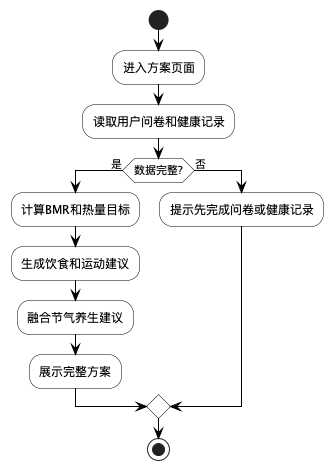 进入方案页面
读取用户问卷和健康记录
是
数据完整?
否
计算BMR和热量目标
提示先完成问卷或健康记录
生成饮食和运动建议
融合节气养生建议
展示完整方案